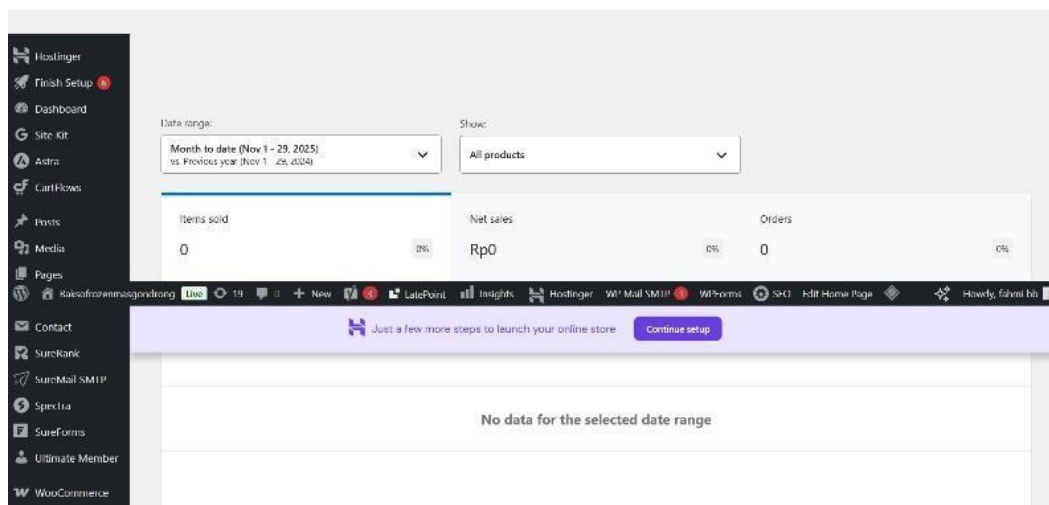 Hostinger
Finish Setup 6
Dashboard
Site Kit
Astra
CartFlows
Posts
Media
Pages
Date range:
Month to date (Nov 1 - 29, 2025)
vs. Previous year (Nov 1 - 29, 2024)
Show:
All products
Items sold
0
0%
Net sales
Rp0
0%
Orders
0
0%
Baksofrozenmasgondrong Live 19 0 + New 3 LatePoint Insights Hostinger WP Mail SMTP 1 WPForms SEO Edit Home Page Howdy, fahmi bh
Just a few more steps to launch your online store Continue setup
Contact
SureRank
SureMail SMTP
Spectra
SureForms
Ultimate Member
WooCommerce
No data for the selected date range